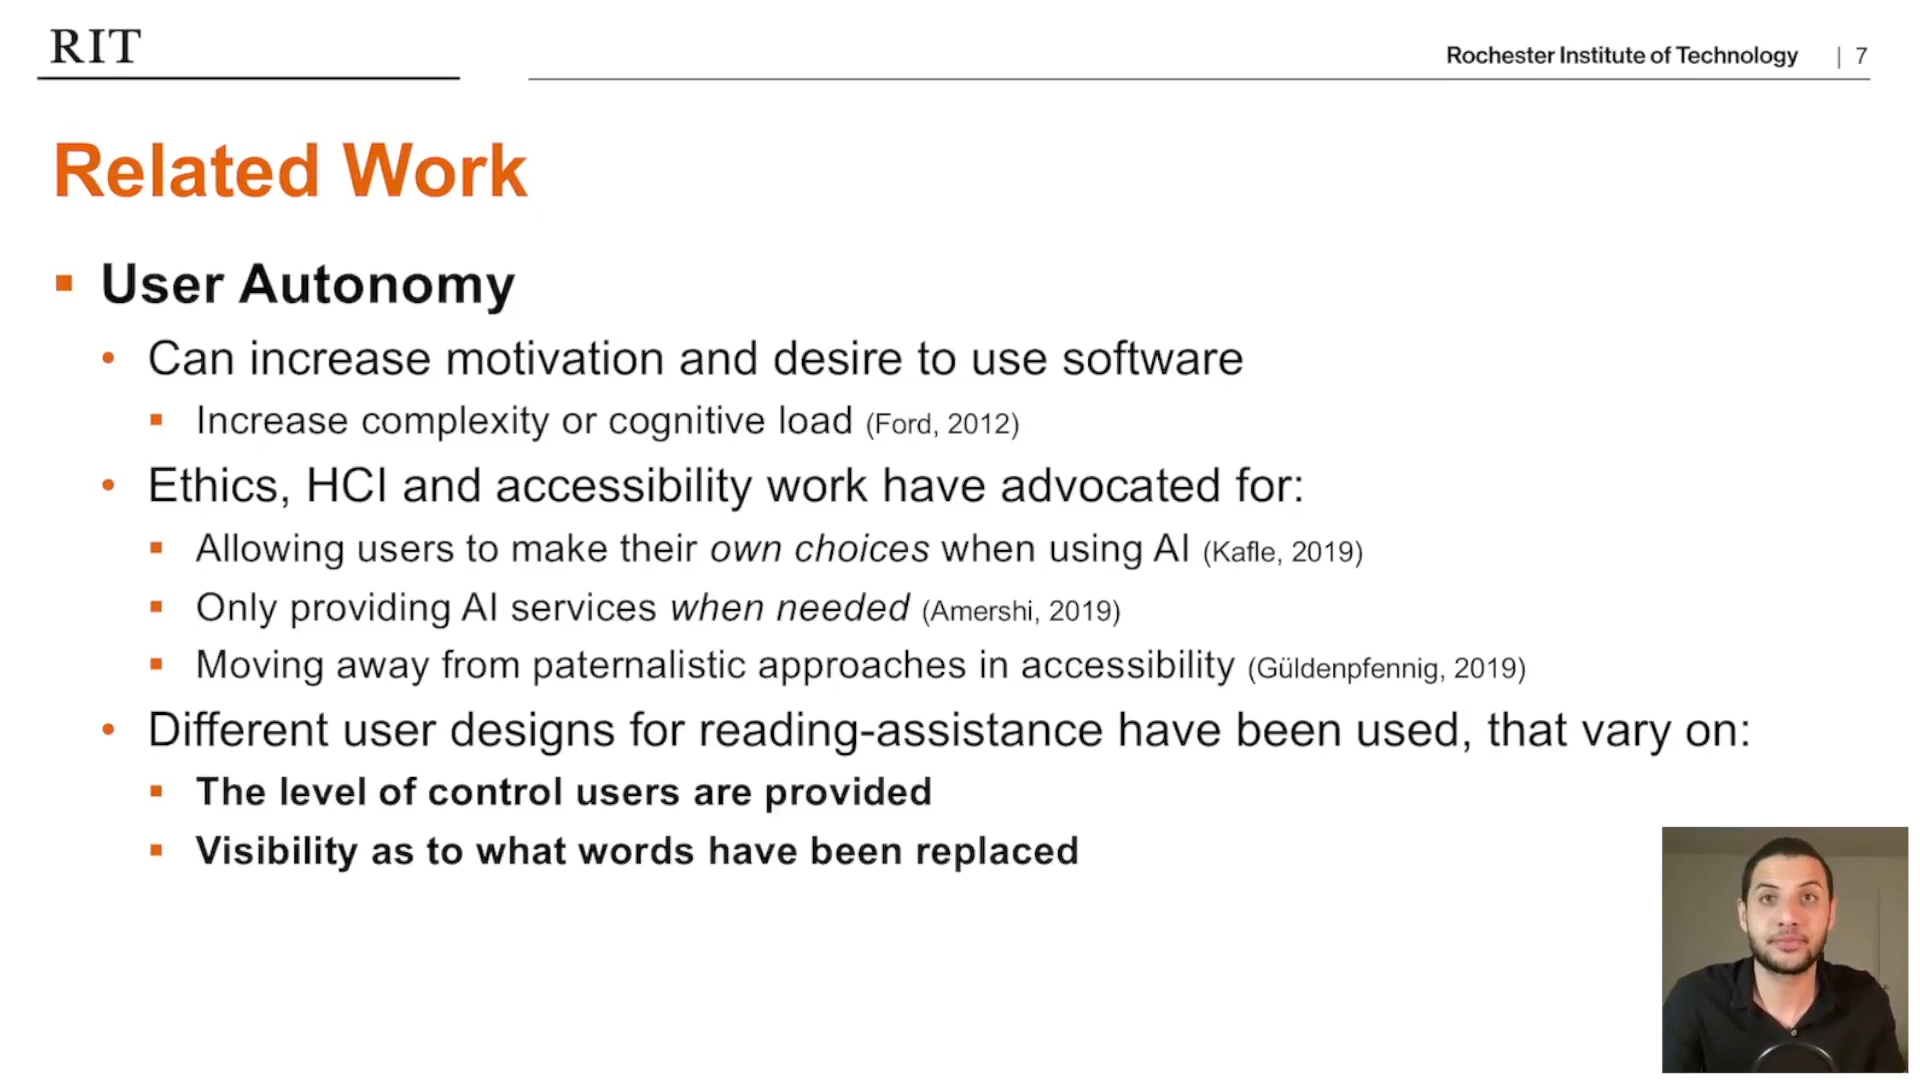 RIT
Rochester Institute of Technology | 7
Related Work
▪ User Autonomy
• Can increase motivation and desire to use software
▪ Increase complexity or cognitive load (Ford, 2012)
• Ethics, HCI and accessibility work have advocated for:
▪ Allowing users to make their own choices when using AI (Kafle, 2019)
▪ Only providing AI services when needed (Amershi, 2019)
▪ Moving away from paternalistic approaches in accessibility (Güldenpfennig, 2019)
• Different user designs for reading-assistance have been used, that vary on:
▪ The level of control users are provided
▪ Visibility as to what words have been replaced